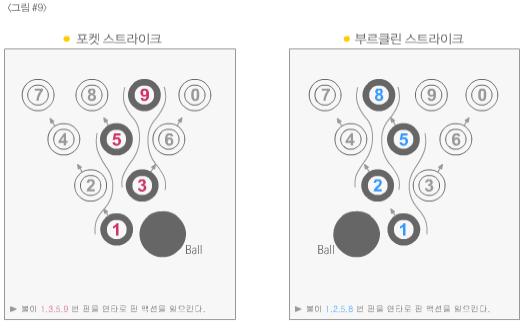 <그림 #9>
포켓 스트라이크
7 8 9 0
4 5 6
2 3
1
Ball
▶ 볼이 1.3.5.9 번 핀을 연타로 핀 액션을 일으킨다.
부르클린 스트라이크
7 8 9 0
4 5 6
2 3
1
Ball
▶ 볼이 1.2.5.8 번 핀을 연타로 핀 액션을 일으킨다.